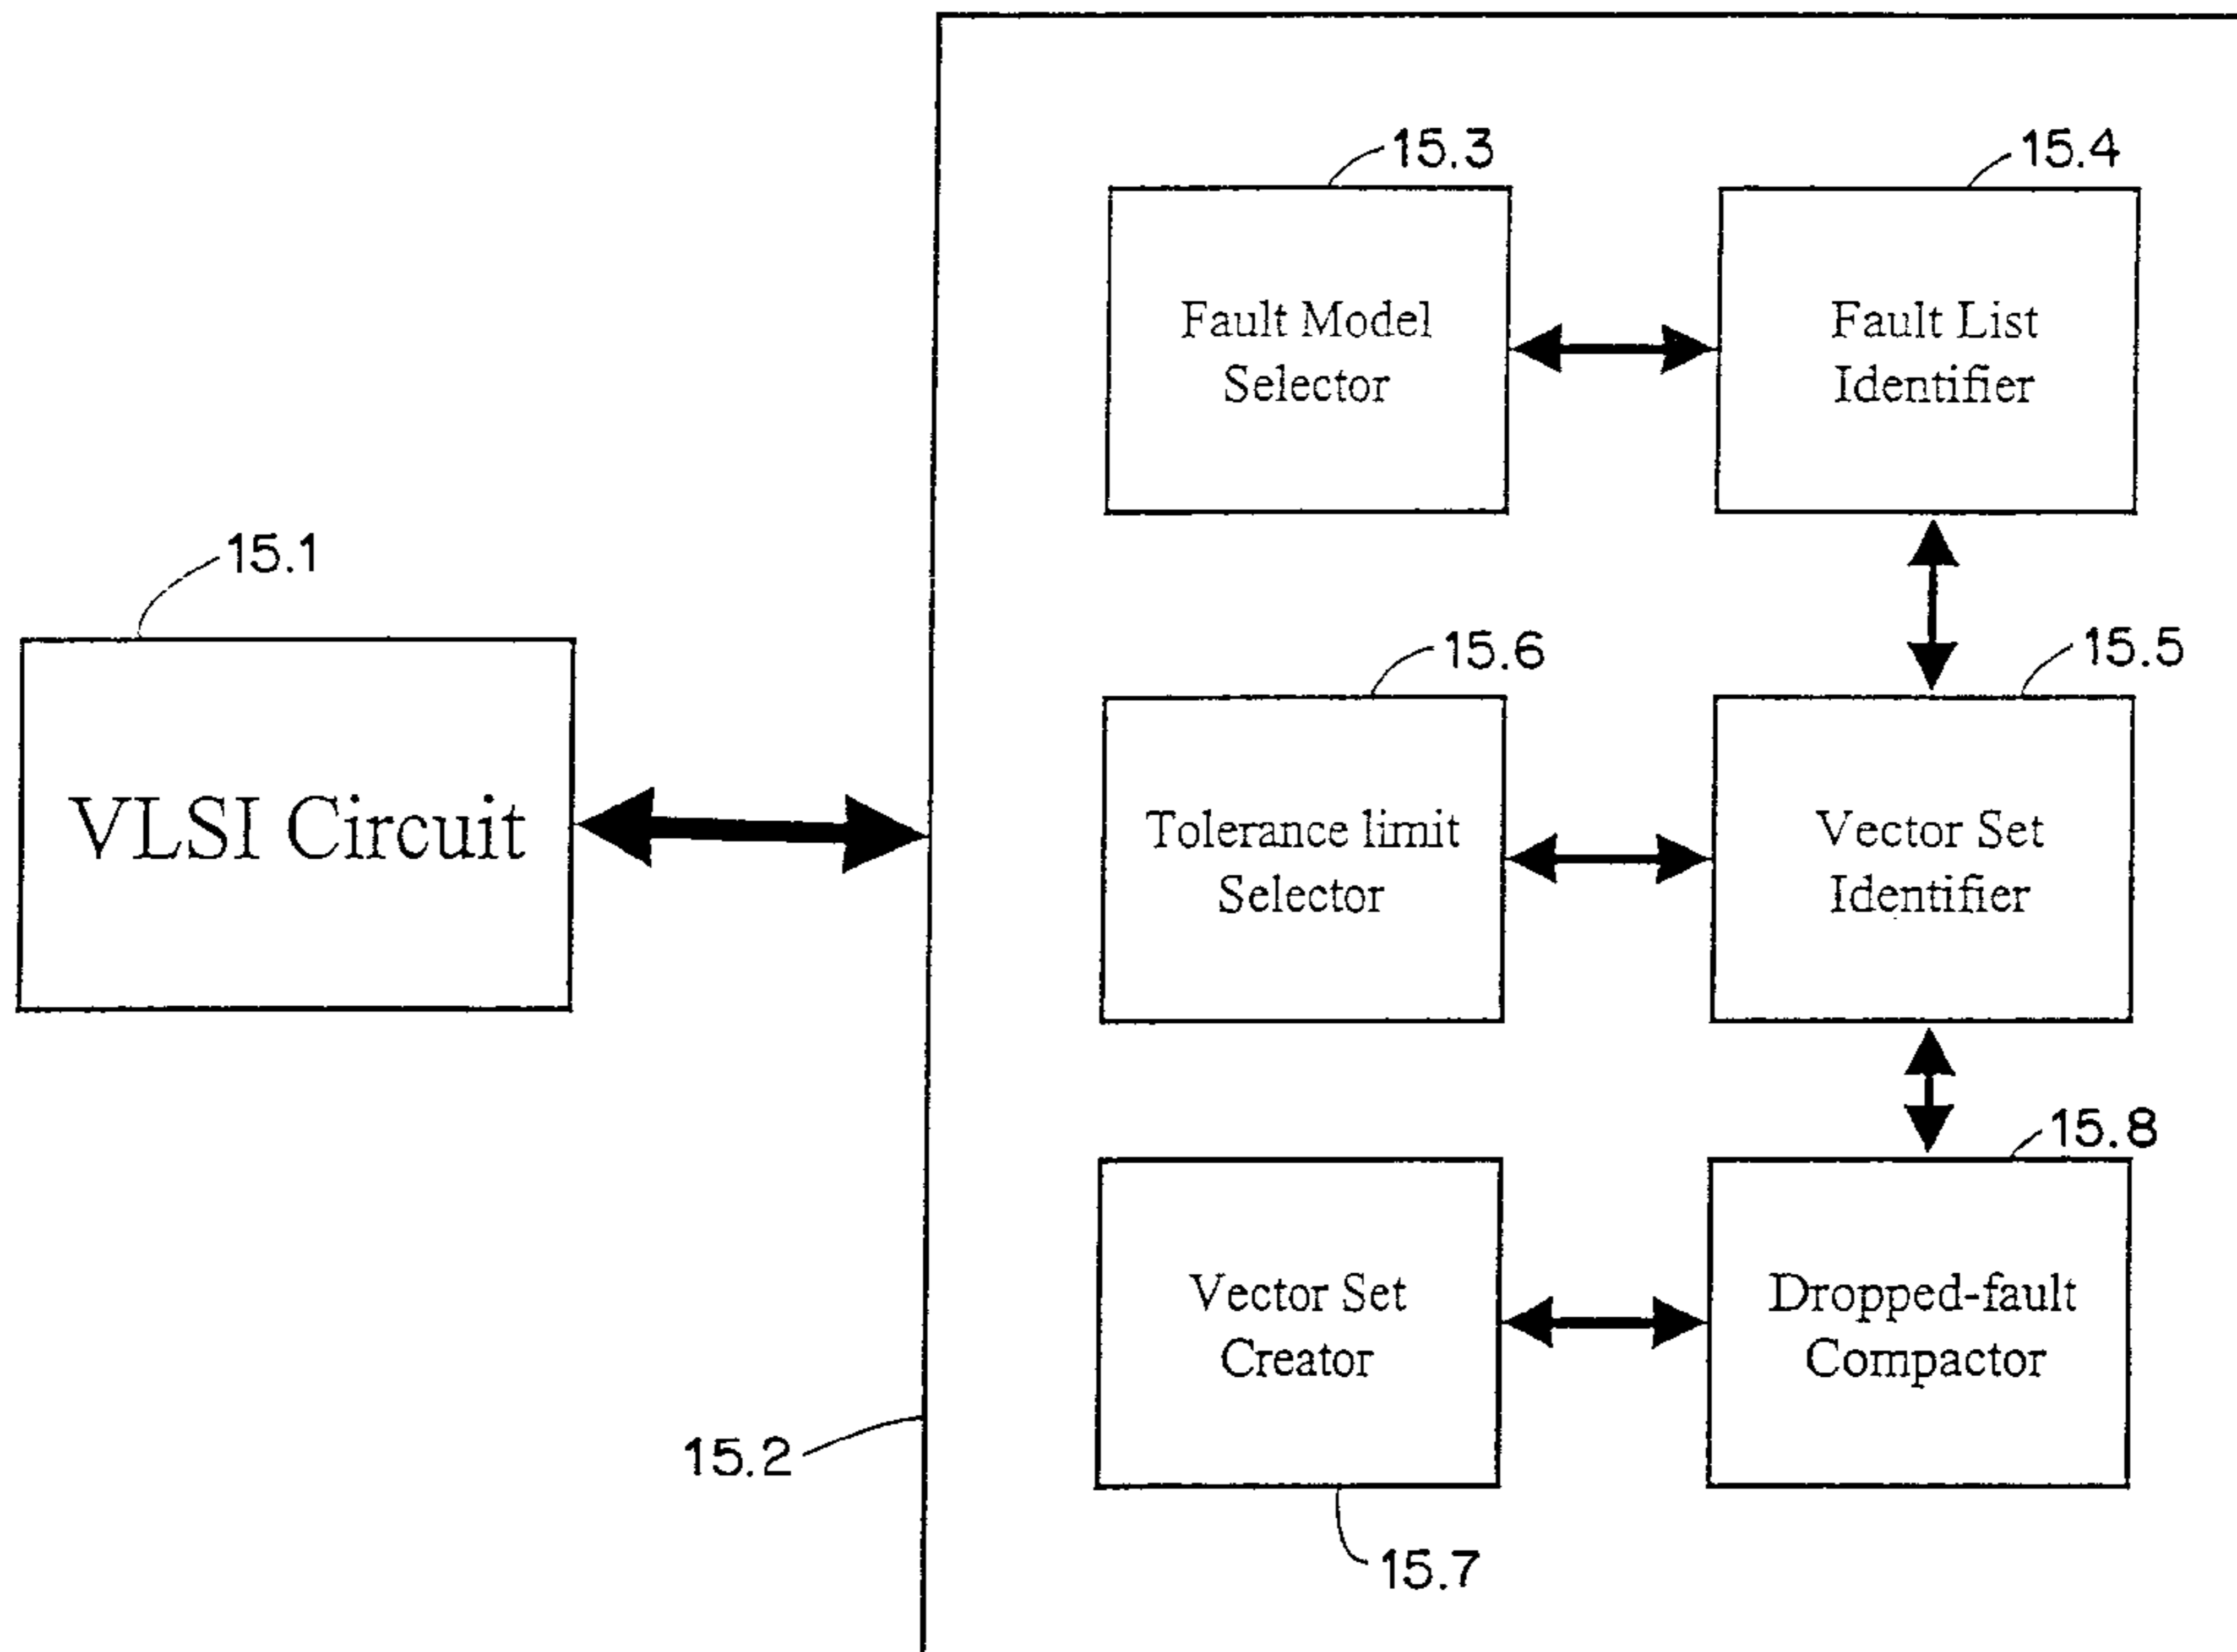 15.3
15.4
Fault Model
Selector
Fault List
Identifier
15.1
15.6
15.5
VLSI Circuit
Tolerance limit
Selector
Vector Set
Identifier
15.8
Vector Set
Creator
Dropped-fault
Compactor
15.2
15.7